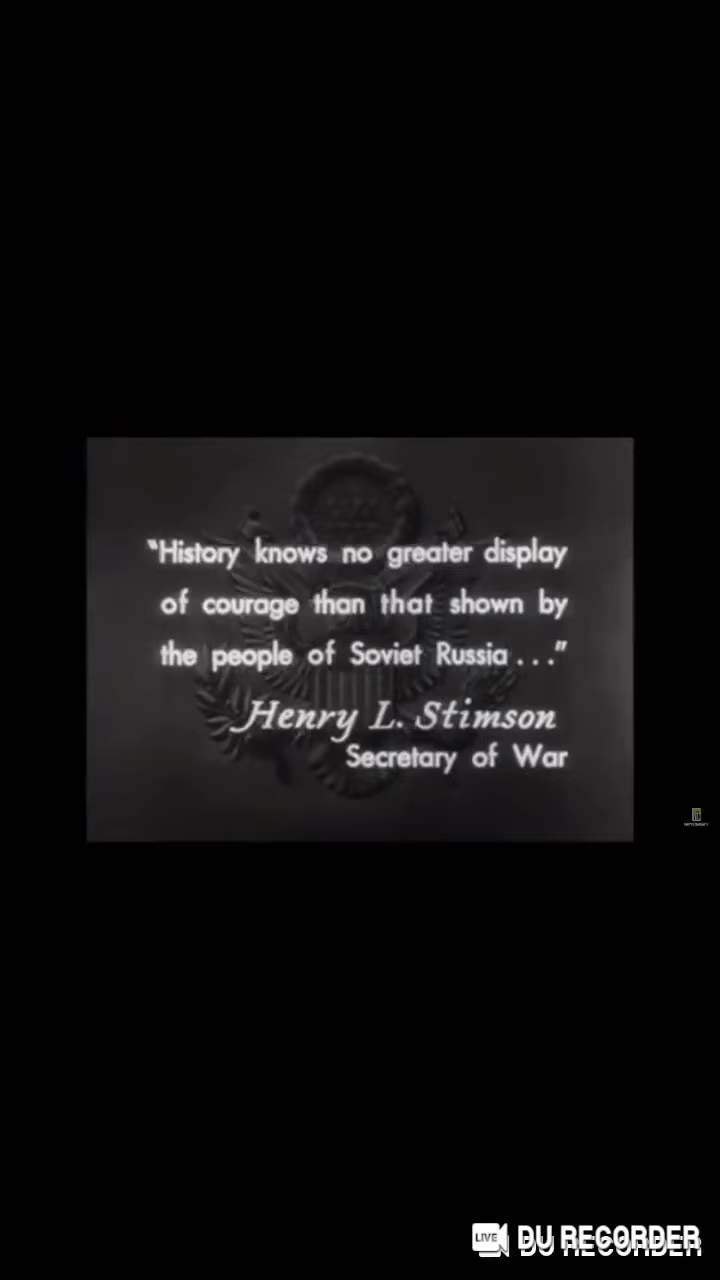 “History knows no greater display
of courage than that shown by
the people of Soviet Russia . . .”
Henry L. Stimson
Secretary of War
LIVE
DU RECORDER